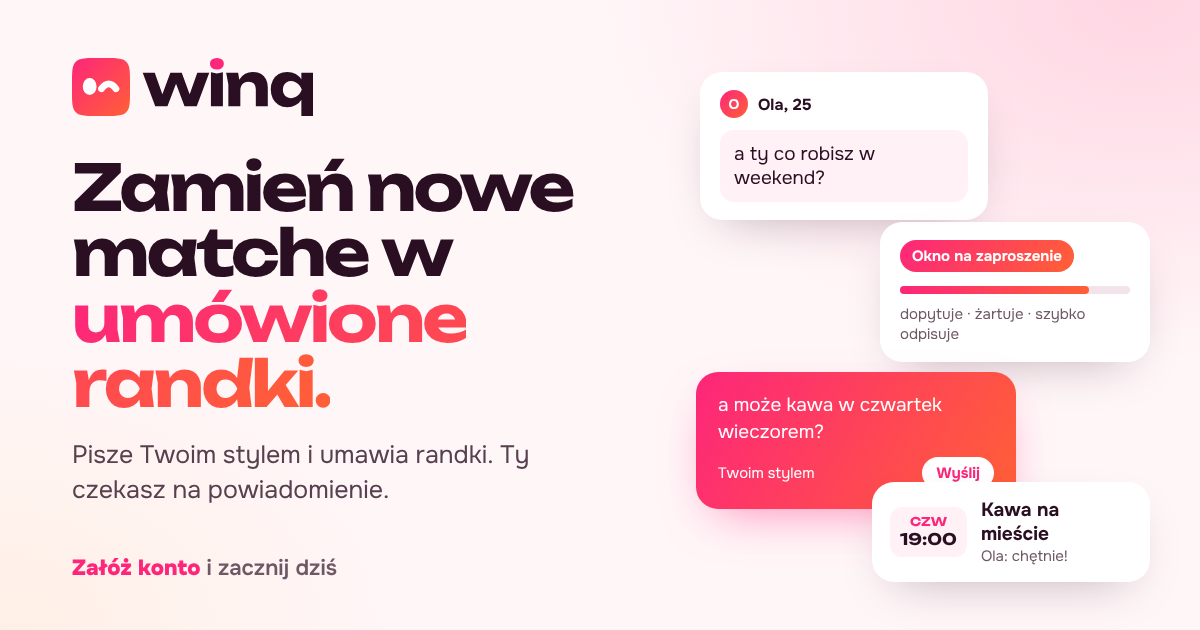 winq
Zamień nowe
matche w
umówione
randki.
Pisze Twoim stylem i umawia randki. Ty
czekasz na powiadomienie.
Załóż konto i zacznij dziś
O
Ola, 25
a ty co robisz w
weekend?
Okno na zaproszenie
dopytuje · żartuje · szybko
odpisuje
a może kawa w czwartek
wieczorem?
Twoim stylem
Wyślij
CZW
19:00
Kawa na
mieście
Ola: chętnie!